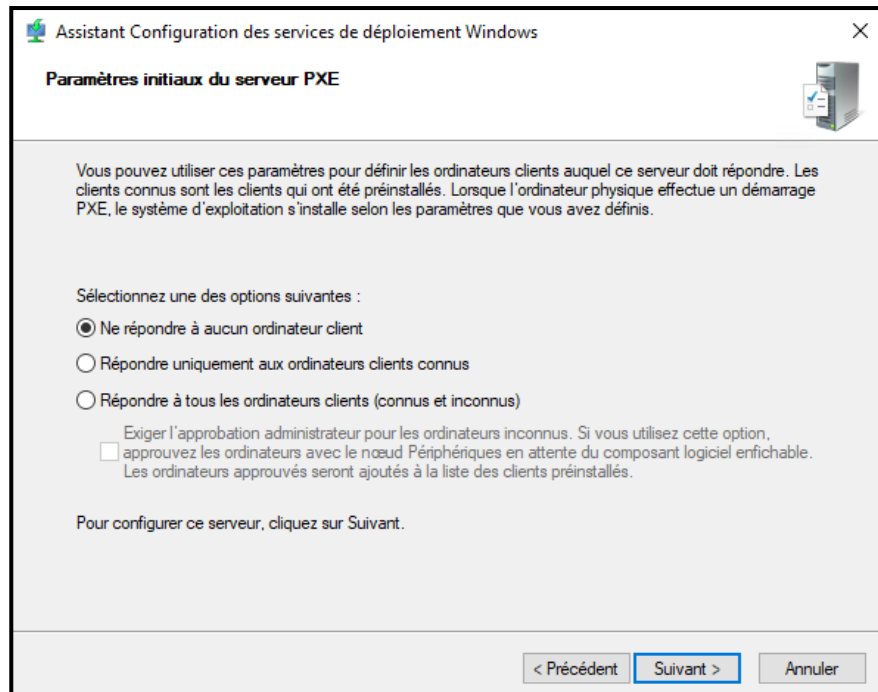 Assistant Configuration des services de déploiement Windows
Paramètres initiaux du serveur PXE
Vous pouvez utiliser ces paramètres pour définir les ordinateurs clients auquel ce serveur doit répondre. Les
clients connus sont les clients qui ont été préinstallés. Lorsque l'ordinateur physique effectue un démarrage
PXE, le système d'exploitation s'installe selon les paramètres que vous avez définis.
Sélectionnez une des options suivantes :
Ne répondre à aucun ordinateur client
Répondre uniquement aux ordinateurs clients connus
Répondre à tous les ordinateurs clients (connus et inconnus)
Exiger l'approbation administrateur pour les ordinateurs inconnus. Si vous utilisez cette option,
approuvez les ordinateurs avec le nœud Périphériques en attente du composant logiciel enfichable.
Les ordinateurs approuvés seront ajoutés à la liste des clients préinstallés.
Pour configurer ce serveur, cliquez sur Suivant.
< Précédent Suivant > Annuler